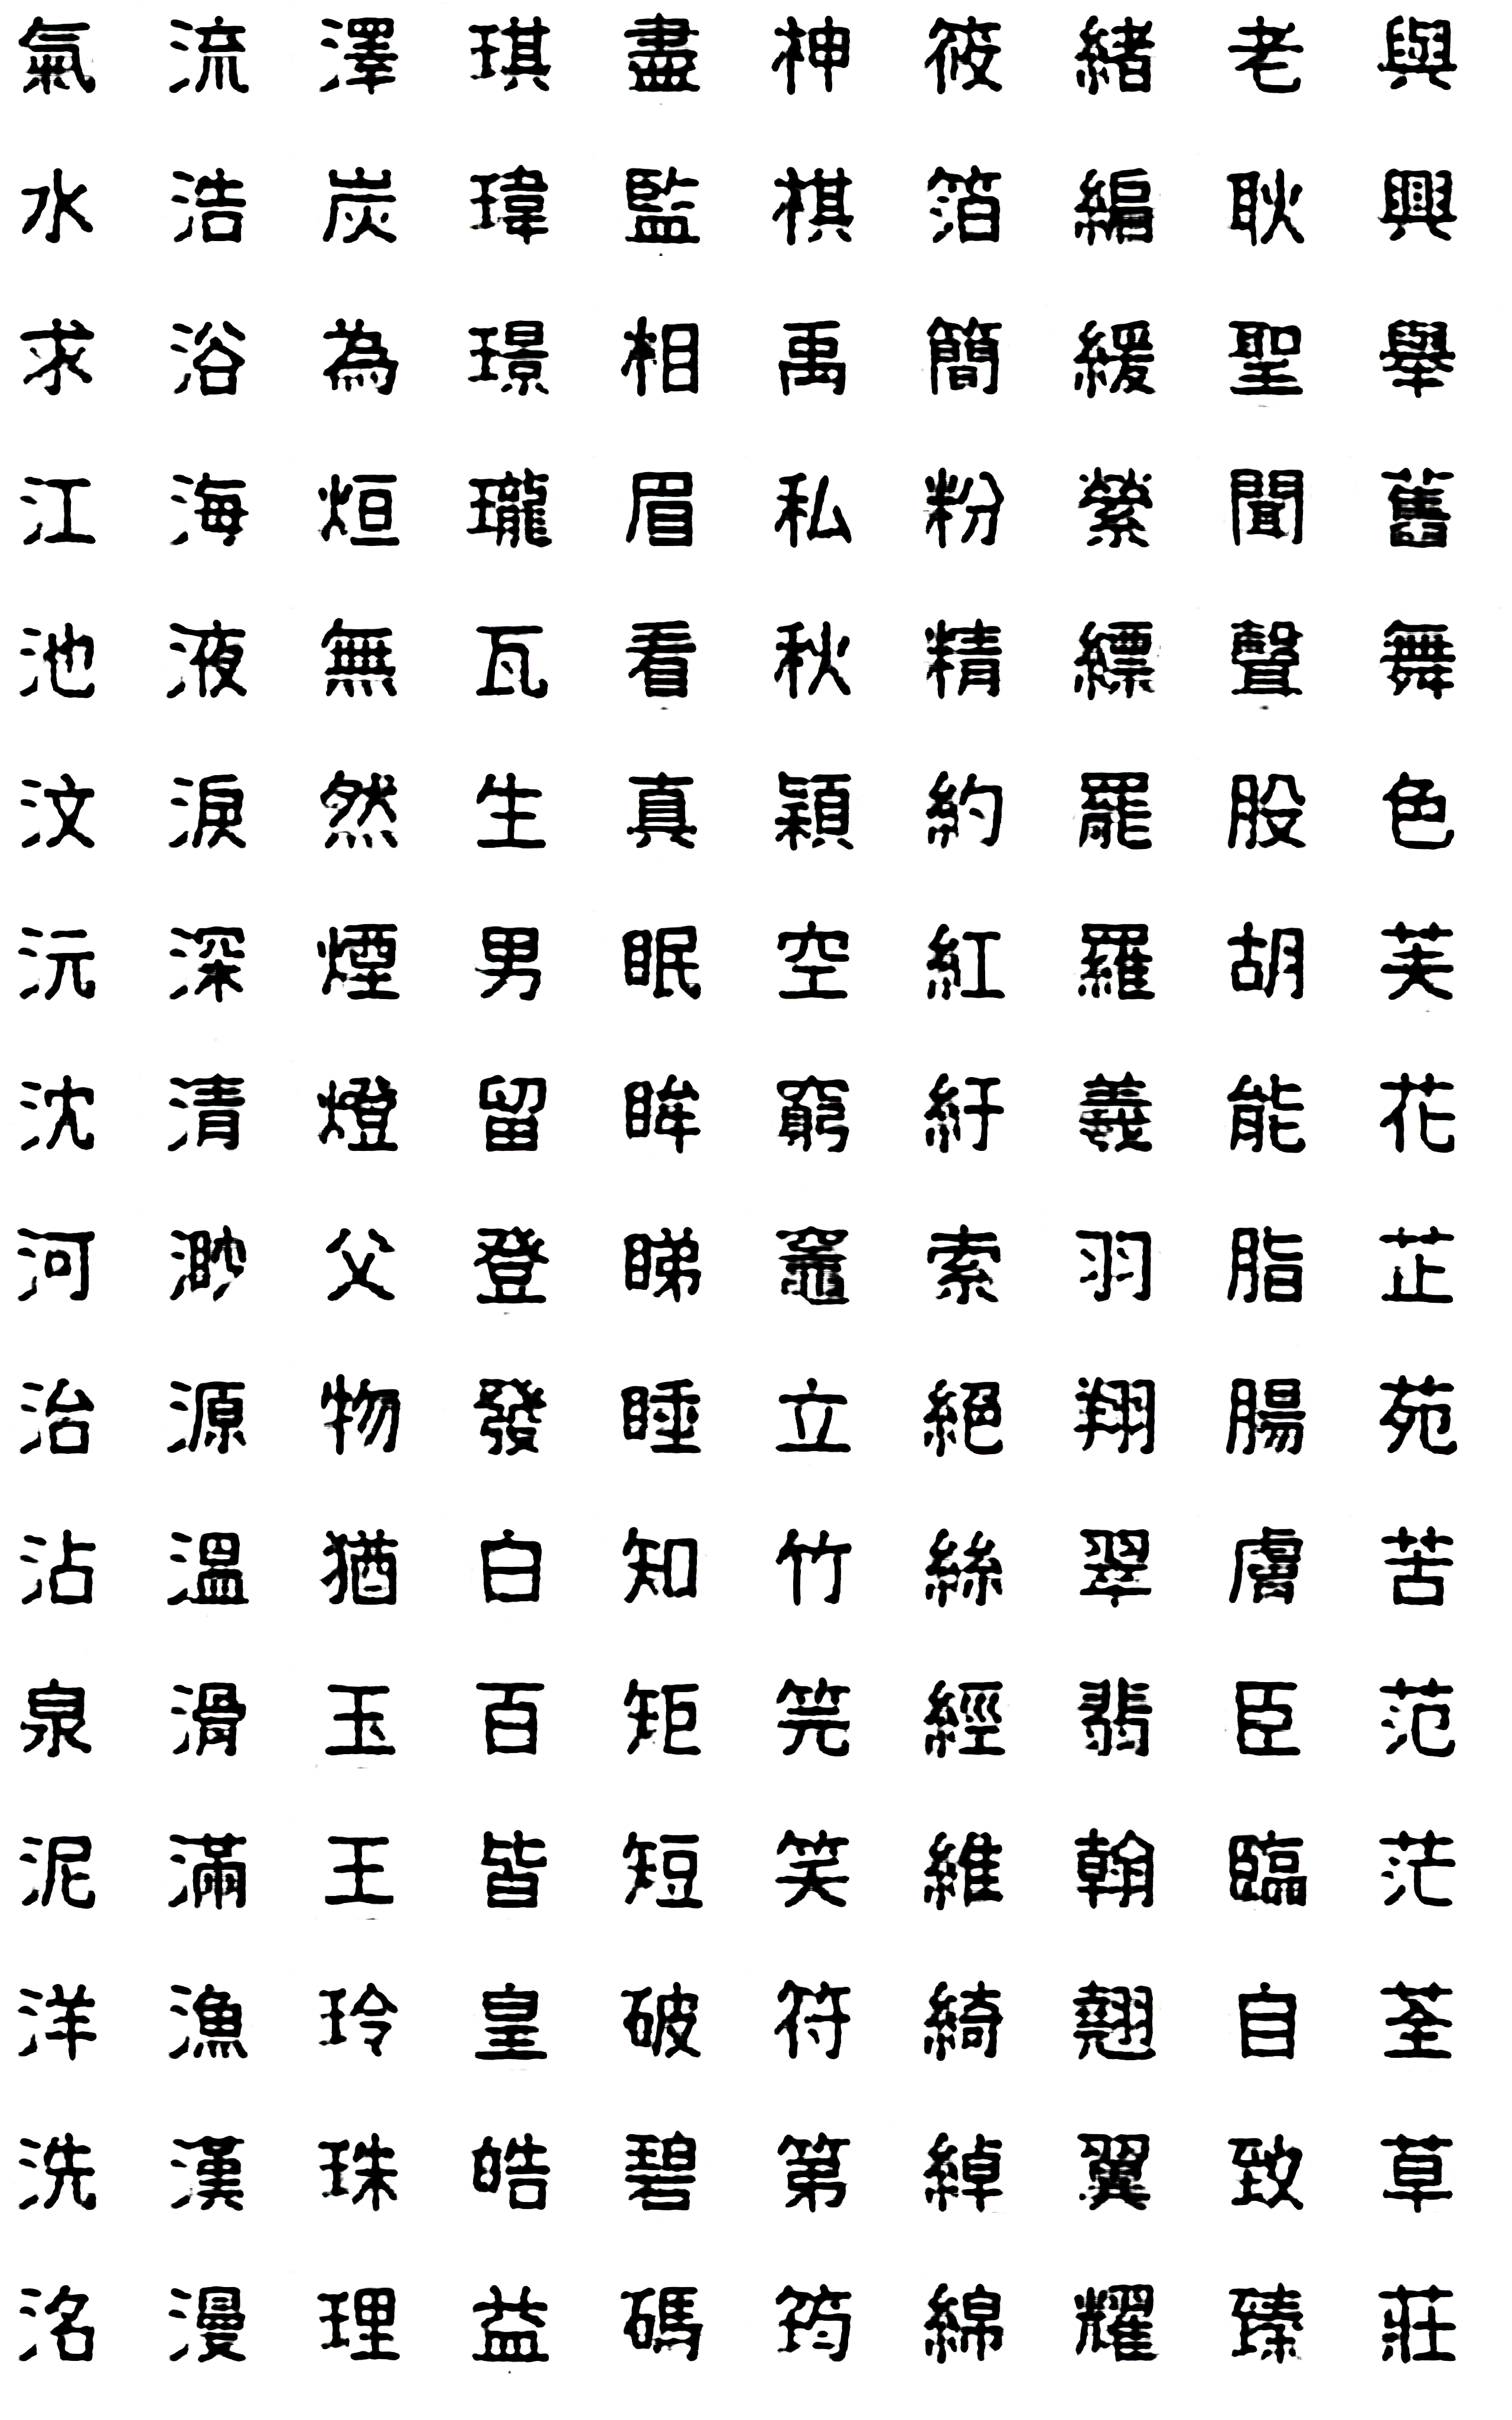 氣流澤琪盡神筱緒老與
水浩炭瑋監棋箔編耿興
求浴為璟相禹簡緩聖舉
江海烜瓏眉私粉縈聞舊
池液無瓦看秋精縹聲舞
汶淚然生真穎約罷股色
沅深煙男眠空紅羅胡芙
沈清燈留眸窮紆羲能花
河渺父登睇竈索羽脂芷
治源物發睡立絕翔腸苑
沾溫猶白知竹絲翠膚苦
泉滑玉百矩筦經翡臣范
泥滿王皆短笑維翰臨茫
洋漁玲皇破符綺翹自荃
洗漢珠皓碧第綽翼致草
洺漫理益碼筠綿耀臻莊